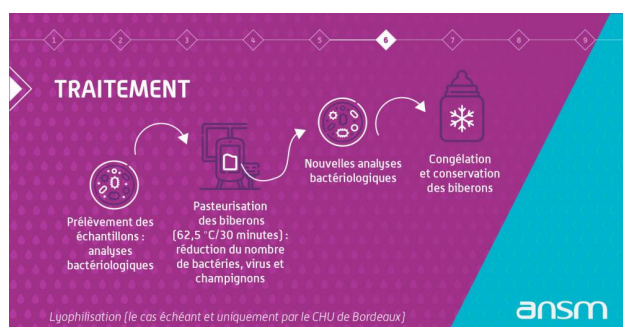 1 2 3 4 5 6 7 8 9
TRAITEMENT
Prélèvement des
échantillons :
analyses
bactériologiques
Pasteurisation
des biberons
(62,5 °C/30 minutes) :
réduction du nombre
de bactéries, virus et
champignons
Nouvelles analyses
bactériologiques
Congélation
et conservation
des biberons
Lyophilisation (le cas échéant et uniquement par le CHU de Bordeaux)
ansm